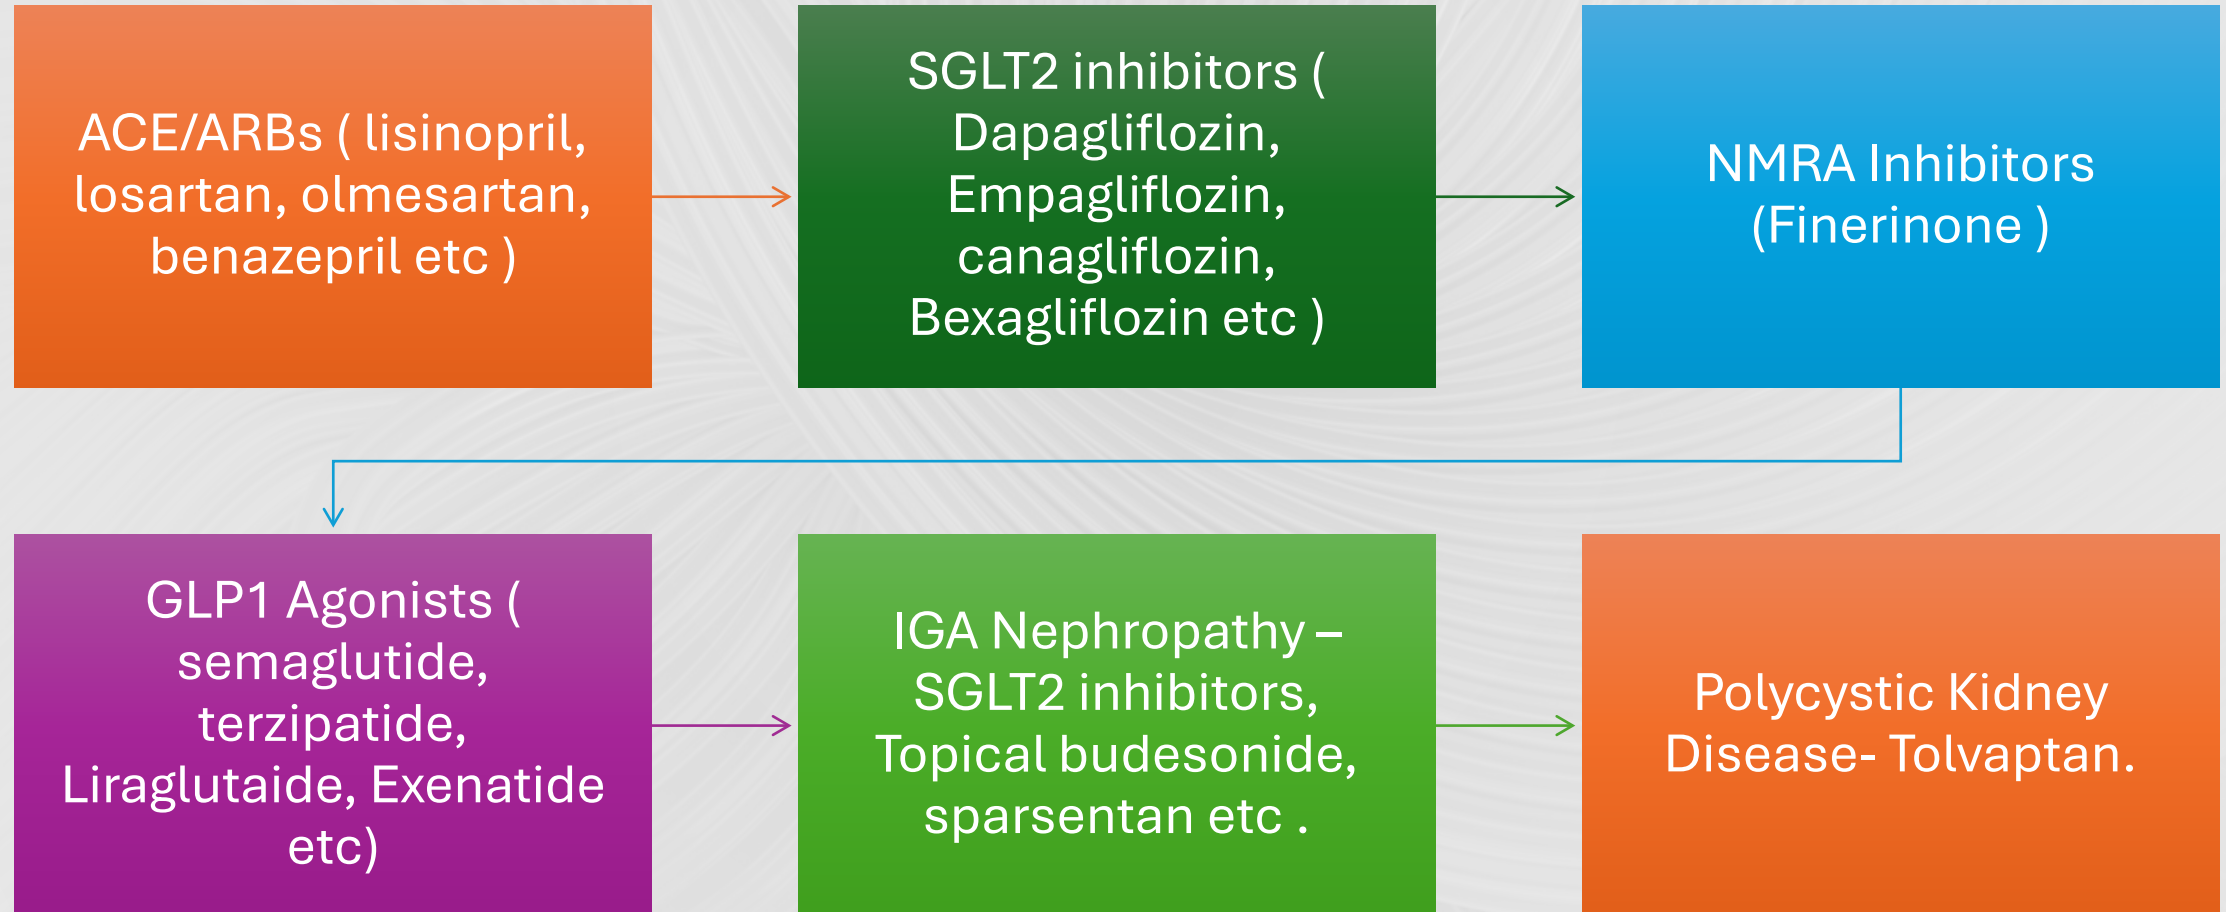 ACE/ARBs ( lisinopril,
losartan, olmesartan,
benazepril etc )
SGLT2 inhibitors (
Dapagliflozin,
Empagliflozin,
canagliflozin,
Bexagliflozin etc )
NMRA Inhibitors
(Finerinone )
GLP1 Agonists (
semaglutide,
terzipatide,
Liraglutaide, Exenatide
etc)
IGA Nephropathy –
SGLT2 inhibitors,
Topical budesonide,
sparsentan etc .
Polycystic Kidney
Disease- Tolvaptan.